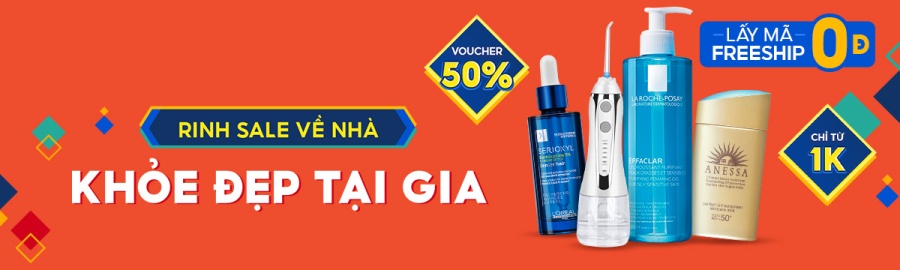 RINH SALE VỀ NHÀ
KHỎE ĐẸP TẠI GIA
VOUCHER
50%
LẤY MÃ
FREESHIP
0Đ
CHỈ TỪ
1K
SERIOXYL
L'ORÉAL
LA ROCHE-POSAY
EFFACLAR
ANESSA
50+